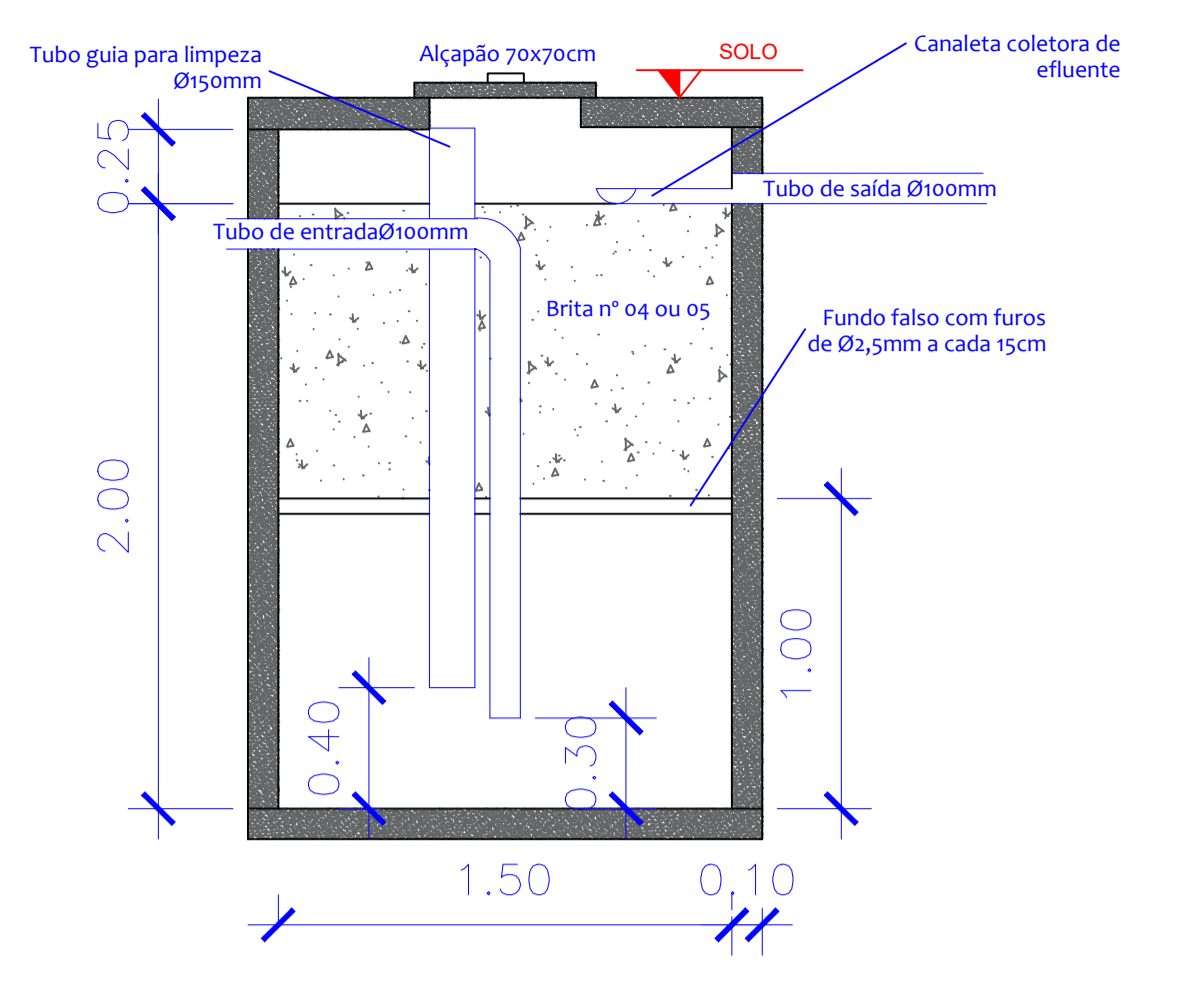 Tubo guia para limpeza
Ø150mm
Alçapão 70x70cm
SOLO
Canaleta coletora de
efluente
0.25
Tubo de saída Ø100mm
Tubo de entradaØ100mm
Brita nº 04 ou 05
Fundo falso com furos
de Ø2,5mm a cada 15cm
2.00
1.00
0.40
0.30
1.50
0.10